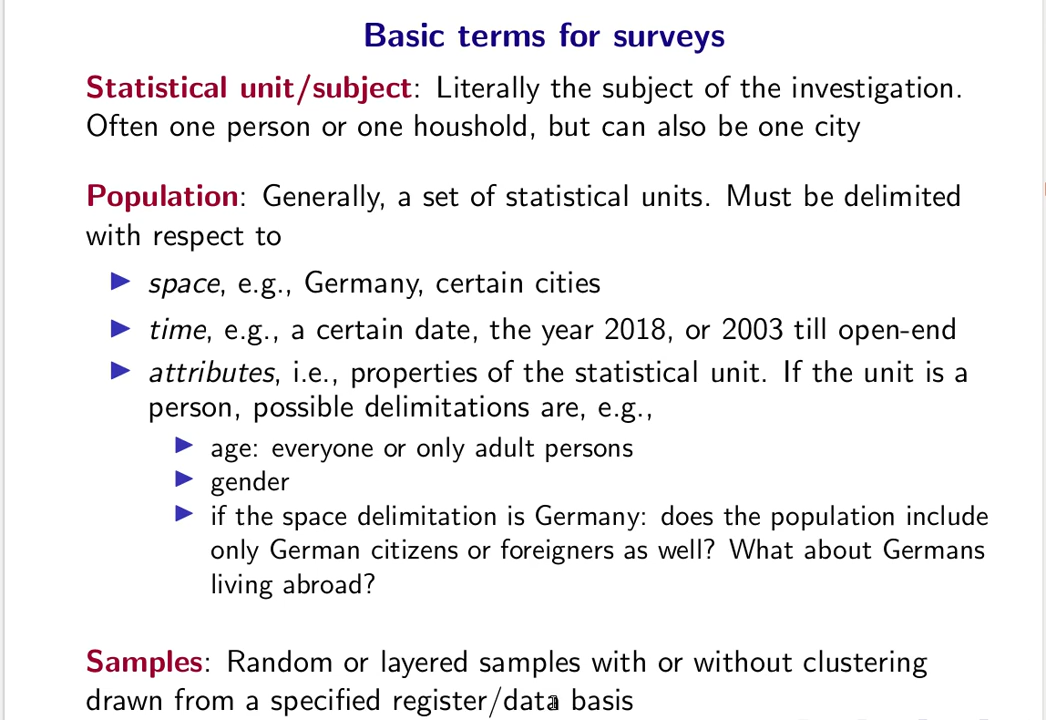 Basic terms for surveys
Statistical unit/subject: Literally the subject of the investigation.
Often one person or one houshold, but can also be one city
Population: Generally, a set of statistical units. Must be delimited
with respect to
▶ space, e.g., Germany, certain cities
▶ time, e.g., a certain date, the year 2018, or 2003 till open-end
▶ attributes, i.e., properties of the statistical unit. If the unit is a
person, possible delimitations are, e.g.,
▶ age: everyone or only adult persons
▶ gender
▶ if the space delimitation is Germany: does the population include
only German citizens or foreigners as well? What about Germans
living abroad?
Samples: Random or layered samples with or without clustering
drawn from a specified register/data basis